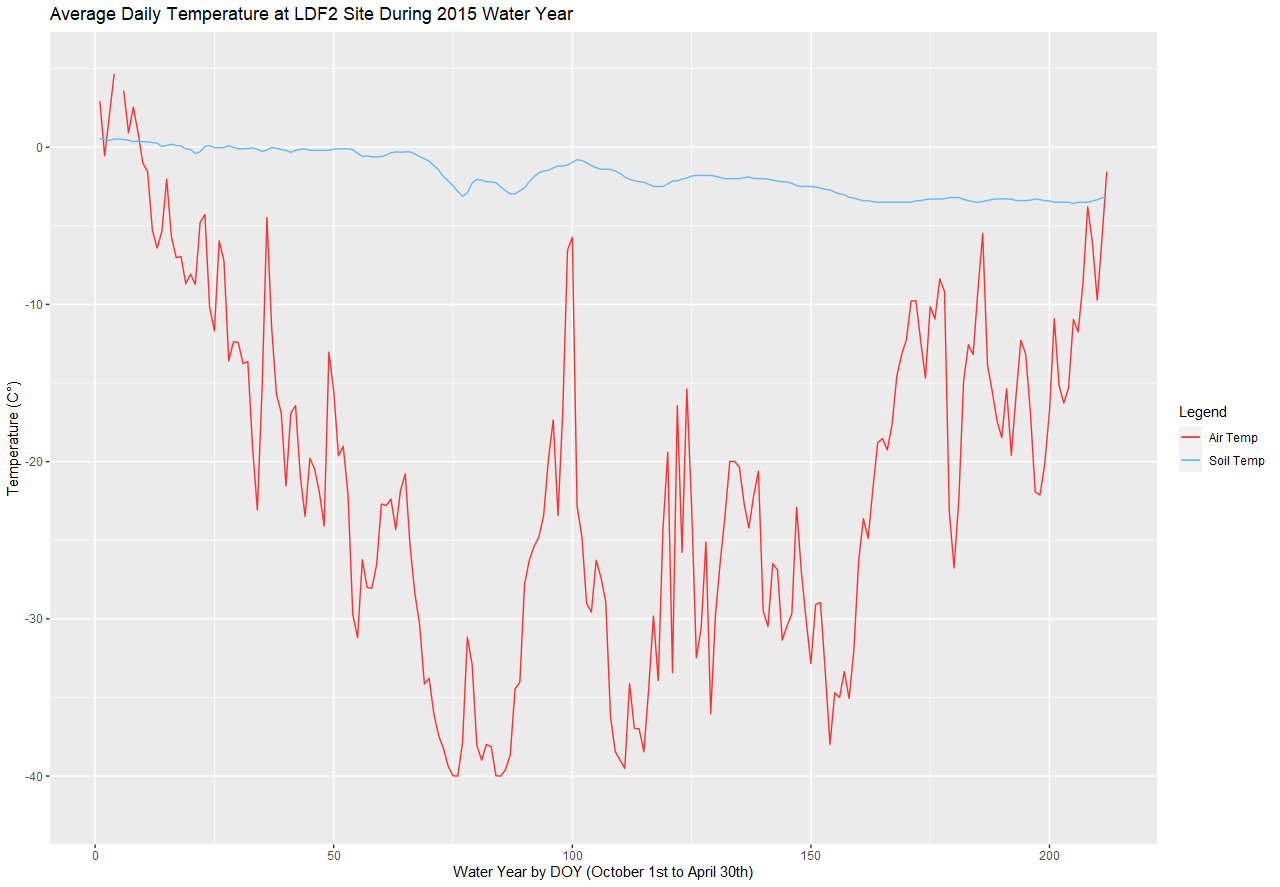 Average Daily Temperature at LDF2 Site During 2015 Water Year
Temperature (C°)
0
-10
-20
-30
-40
0
50
100
150
200
Water Year by DOY (October 1st to April 30th)
Legend
Air Temp
Soil Temp